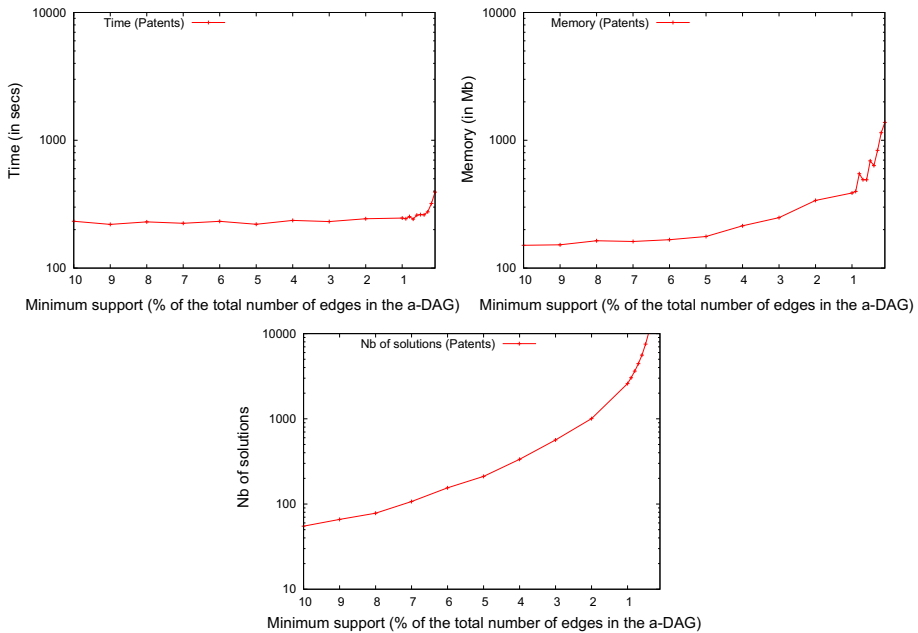 Time (Patents)
Time (in secs)
10000
1000
100
10 9 8 7 6 5 4 3 2 1
Minimum support (% of the total number of edges in the a-DAG)
Memory (Patents)
Memory (in Mb)
10000
1000
100
10 9 8 7 6 5 4 3 2 1
Minimum support (% of the total number of edges in the a-DAG)
Nb of solutions (Patents)
Nb of solutions
10000
1000
100
10
10 9 8 7 6 5 4 3 2 1
Minimum support (% of the total number of edges in the a-DAG)